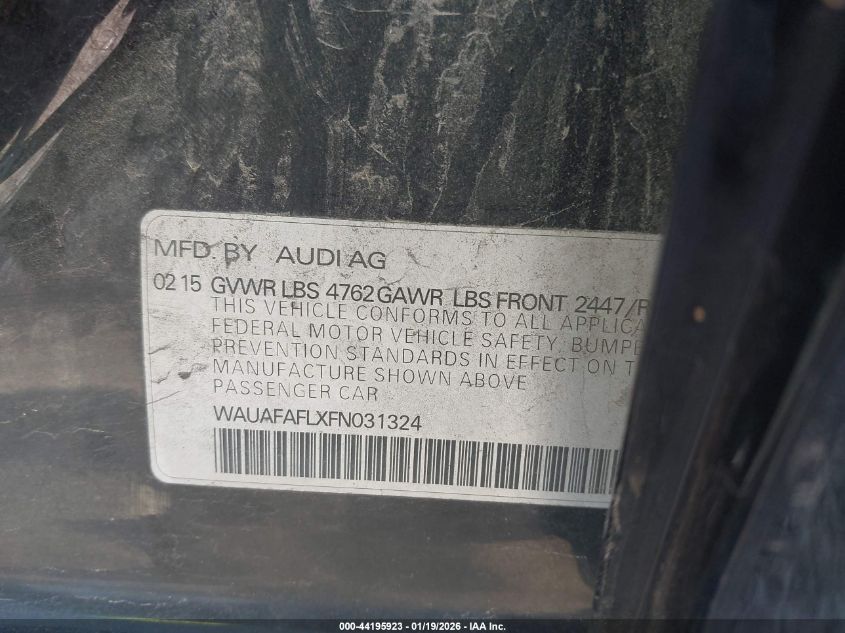 MFD. BY AUDI AG
02 15 GVWR LBS 4762 GAWR LBS FRONT 2447/R
THIS VEHICLE CONFORMS TO ALL
FEDERAL MOTOR VEHICLE SAFETY,
PREVENTION STANDARDS IN EFFECT ON
MANUFACTURE SHOWN ABOVE
PASSENGER CAR
WAUAFAFLXFN031324
000-44195923 - 01/19/2026 - IAA Inc.